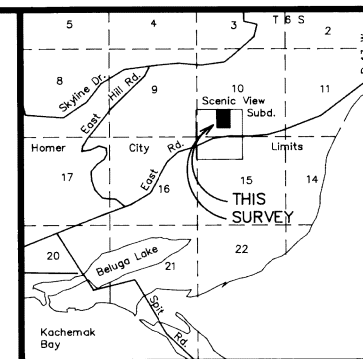 5 4 3 T 6 S 2
8 Skyline Dr. East Hill Rd. 9 10 11
Scenic View
Subd.
Homer City Limits
East Rd.
17 16 15 14
THIS
SURVEY
20 Beluga Lake 21 22
Spit Rd.
Kachemak
Bay